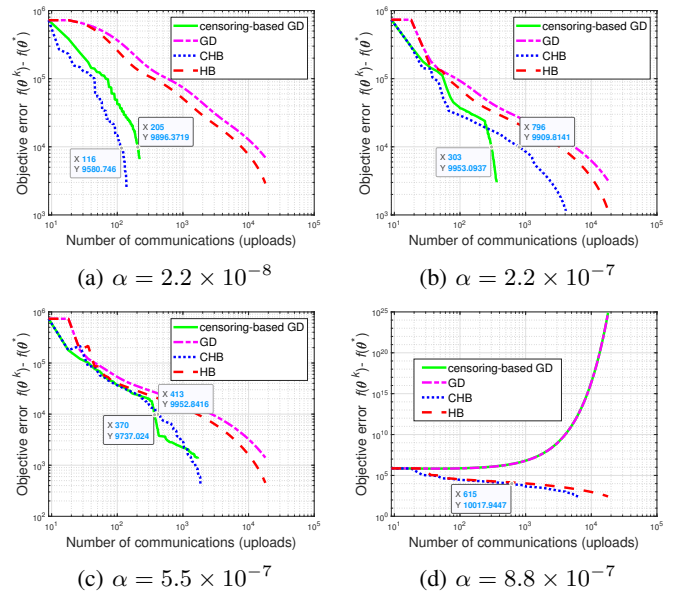 censoring-based GD
GD
CHB
HB
X 205
Y 9896.3719
X 116
Y 9580.746
10^6
10^5
10^4
10^3
10^1
10^2
10^3
10^4
10^5
Objective error f(θ^k)- f(θ^*)
Number of communications (uploads)
(a) α = 2.2 × 10^-8
censoring-based GD
GD
CHB
HB
X 796
Y 9909.8141
X 303
Y 9953.0937
10^6
10^5
10^4
10^3
10^1
10^2
10^3
10^4
10^5
Objective error f(θ^k)- f(θ^*)
Number of communications (uploads)
(b) α = 2.2 × 10^-7
censoring-based GD
GD
CHB
HB
X 413
Y 9952.8416
X 370
Y 9737.024
10^6
10^5
10^4
10^3
10^2
10^1
10^2
10^3
10^4
10^5
Objective error f(θ^k)- f(θ^*)
Number of communications (uploads)
(c) α = 5.5 × 10^-7
censoring-based GD
GD
CHB
HB
X 615
Y 10017.9447
10^25
10^20
10^15
10^10
10^5
10^0
10^1
10^2
10^3
10^4
10^5
Objective error f(θ^k)- f(θ^*)
Number of communications (uploads)
(d) α = 8.8 × 10^-7